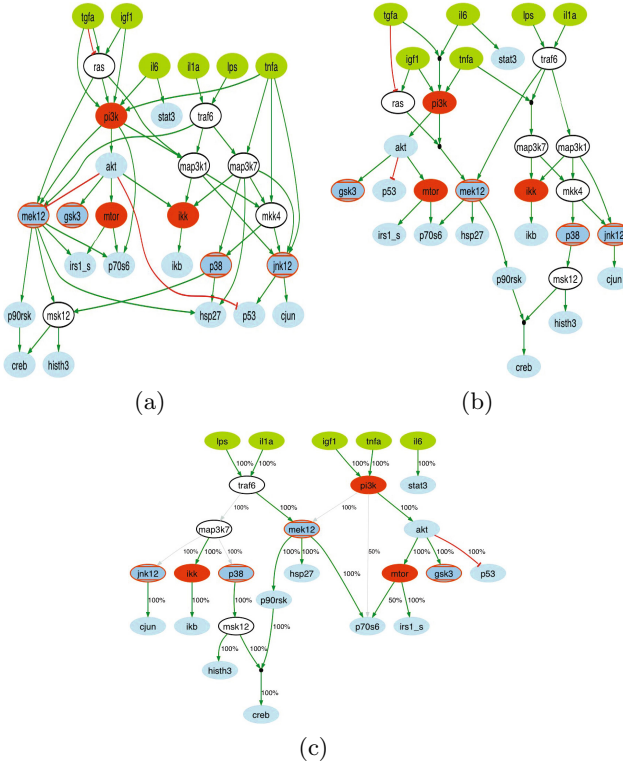 tgfa igf1
ras il6 il1a lps tnfa
pi3k stat3 traf6
akt map3k1 map3k7
mek12 gsk3 mtor ikk mkk4
irs1_s p70s6 ikb p38 jnk12
p90rsk msk12 hsp27 p53 cjun
creb histh3
(a)
tgfa il6 lps il1a
igf1 tnfa stat3 traf6
ras pi3k
akt map3k7 map3k1
gsk3 p53 mtor mek12 ikk mkk4
irs1_s p70s6 hsp27 ikb p38 jnk12
p90rsk msk12 cjun
histh3
creb
(b)
lps il1a igf1 tnfa il6
100% 100% 100% 100% 100%
traf6 pi3k stat3
100% 100% 100% 100%
map3k7 mek12 akt
100% 100% 100% 100% 100% 50% 100% 100% 100%
jnk12 ikk p38 hsp27 mtor gsk3 p53
100% 100% 100% p90rsk 100% 50% 100%
cjun ikb msk12 100% p70s6 irs1_s
100% 100%
histh3
100%
creb
(c)